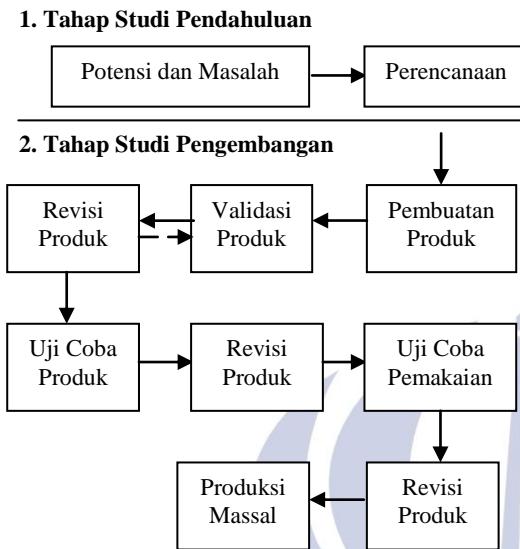 1. Tahap Studi Pendahuluan
Potensi dan Masalah
Perencanaan
2. Tahap Studi Pengembangan
Revisi
Produk
Validasi
Produk
Pembuatan
Produk
Uji Coba
Produk
Revisi
Produk
Uji Coba
Pemakaian
Produksi
Massal
Revisi
Produk